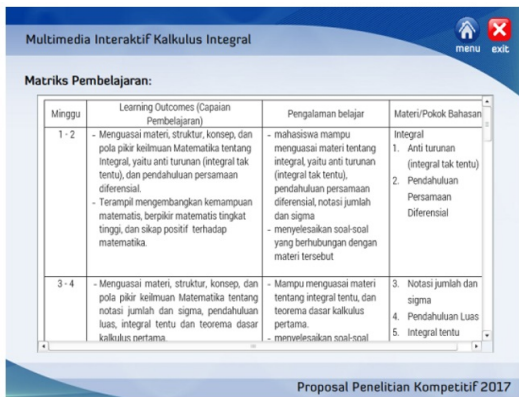 Multimedia Interaktif Kalkulus Integral
menu
exit
Matriks Pembelajaran:
Minggu
Learning Outcomes (Capaian
Pembelajaran)
Pengalaman belajar
Materi/Pokok Bahasan
1 - 2
- Menguasai materi, struktur, konsep, dan
pola pikir keilmuan Matematika tentang
Integral, yaitu anti turunan (integral tak
tentu), dan pendahuluan persamaan
diferensial.
- Terampil mengembangkan kemampuan
matematis, berpikir matematis tingkat
tinggi, dan sikap positif terhadap
matematika.
- mahasiswa mampu
menguasai materi tentang
integral, yaitu anti turunan
(integral tak tentu),
pendahuluan persamaan
diferensial, notasi jumlah
dan sigma
- menyelesaikan soal-soal
yang berhubungan dengan
materi tersebut
Integral
1. Anti turunan
(integral tak tentu)
2. Pendahuluan
Persamaan
Diferensial
3 - 4
- Menguasai materi, struktur, konsep, dan
pola pikir keilmuan Matematika tentang
notasi jumlah dan sigma, pendahuluan
luas, integral tentu dan teorema dasar
kalkulus pertama.
- Mampu menguasai materi
tentang integral tentu, dan
teorema dasar kalkulus
pertama.
- menyelesaikan soal-soal
3. Notasi jumlah dan
sigma
4. Pendahuluan Luas
5. Integral tentu
Proposal Penelitian Kompetitif 2017